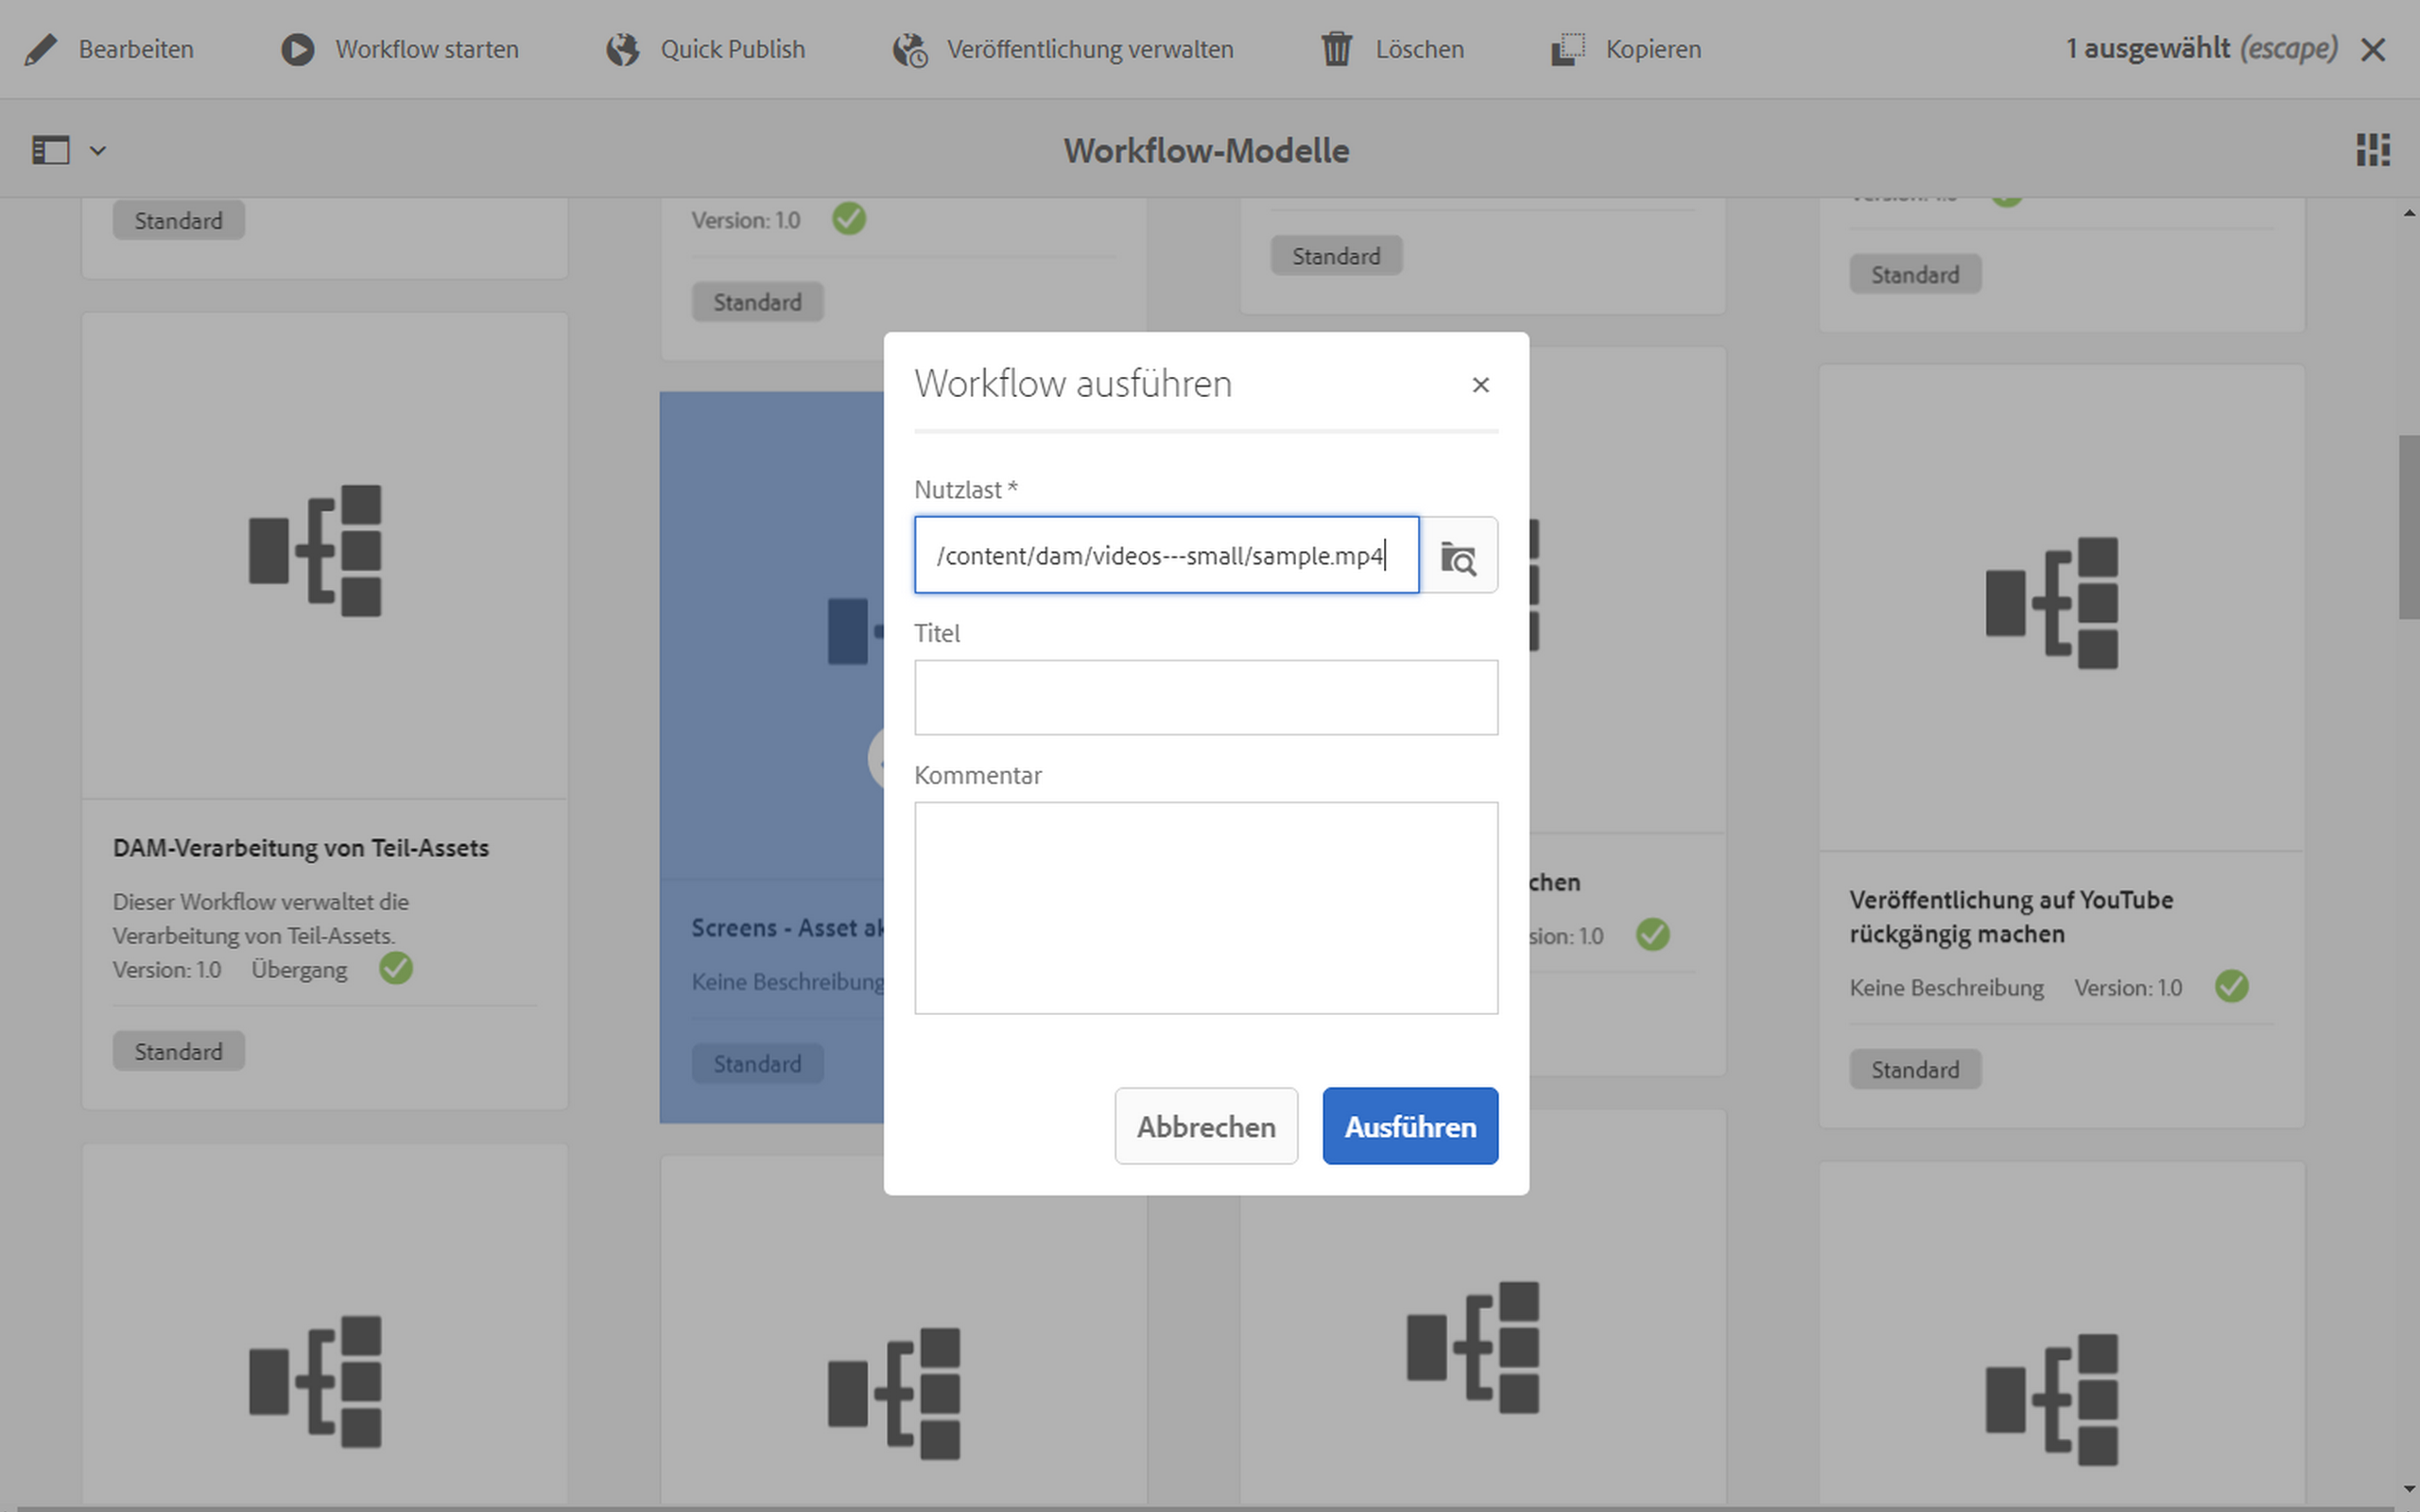 Bearbeiten
Workflow starten
Quick Publish
Veröffentlichung verwalten
Löschen
Kopieren
1 ausgewählt (escape)
Workflow-Modelle
Standard
Version: 1.0
Standard
Standard
Standard
Workflow ausführen
Nutzlast *
/content/dam/videos---small/sample.mp4
Titel
Kommentar
Abbrechen
Ausführen
DAM-Verarbeitung von Teil-Assets
Dieser Workflow verwaltet die
Verarbeitung von Teil-Assets.
Version: 1.0 Übergang
Standard
Screens - Asset
Keine Beschreibung
Standard
chen
sion: 1.0
Veröffentlichung auf YouTube
rückgängig machen
Keine Beschreibung Version: 1.0
Standard